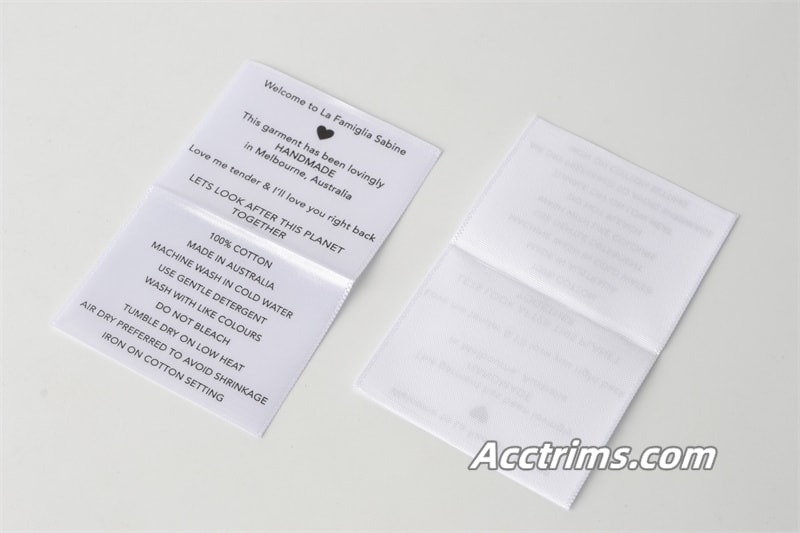 Welcome to La Famiglia Sabine
This garment has been lovingly
HANDMADE
in Melbourne, Australia
Love me tender & I'll love you right back
LETS LOOK AFTER THIS PLANET
TOGETHER
100% COTTON
MADE IN AUSTRALIA
MACHINE WASH IN COLD WATER
USE GENTLE DETERGENT
WASH WITH LIKE COLOURS
DO NOT BLEACH
TUMBLE DRY ON LOW HEAT
AIR DRY PREFERRED TO AVOID SHRINKAGE
IRON ON COTTON SETTING
Acctrims.com